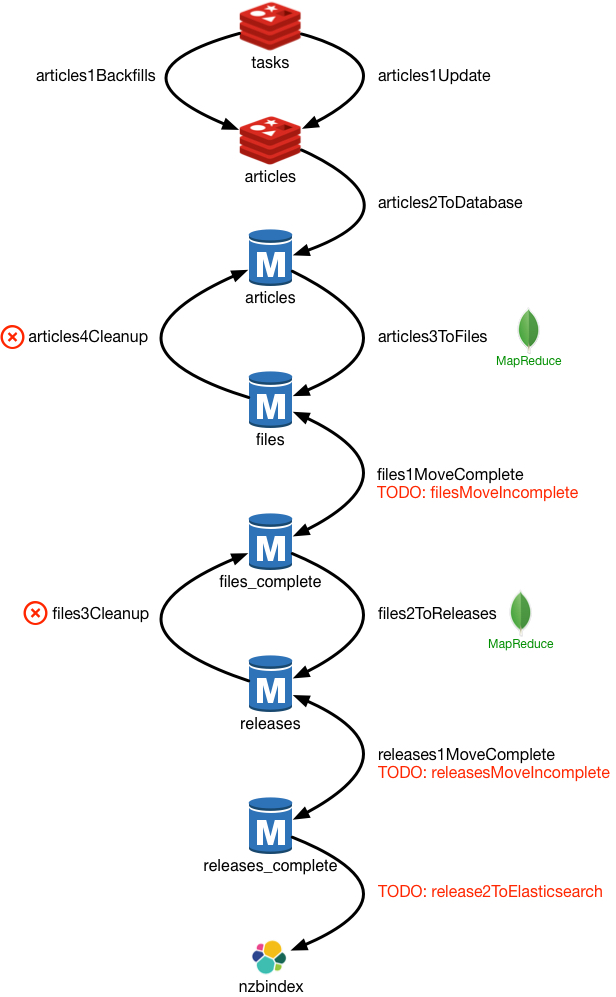 tasks
articles1Backfills
articles1Update
articles
articles2ToDatabase
M
articles
articles4Cleanup
articles3ToFiles
MapReduce
M
files
files1MoveComplete
TODO: filesMoveIncomplete
M
files_complete
files3Cleanup
files2ToReleases
MapReduce
M
releases
releases1MoveComplete
TODO: releasesMoveIncomplete
M
releases_complete
TODO: release2ToElasticsearch
nzbindex